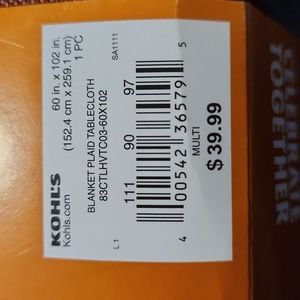 KOHL'S
Kohls.com
60 in. x 102 in.
(152.4 cm x 259.1 cm)
1 PC
SA1111
BLANKET PLAID TABLECLOTH
83CTLHVTC03-60X102
L1
111 90 97
4 00542 36579 5
MULTI
$ 39.99
CELEBRATE
TOGETHER